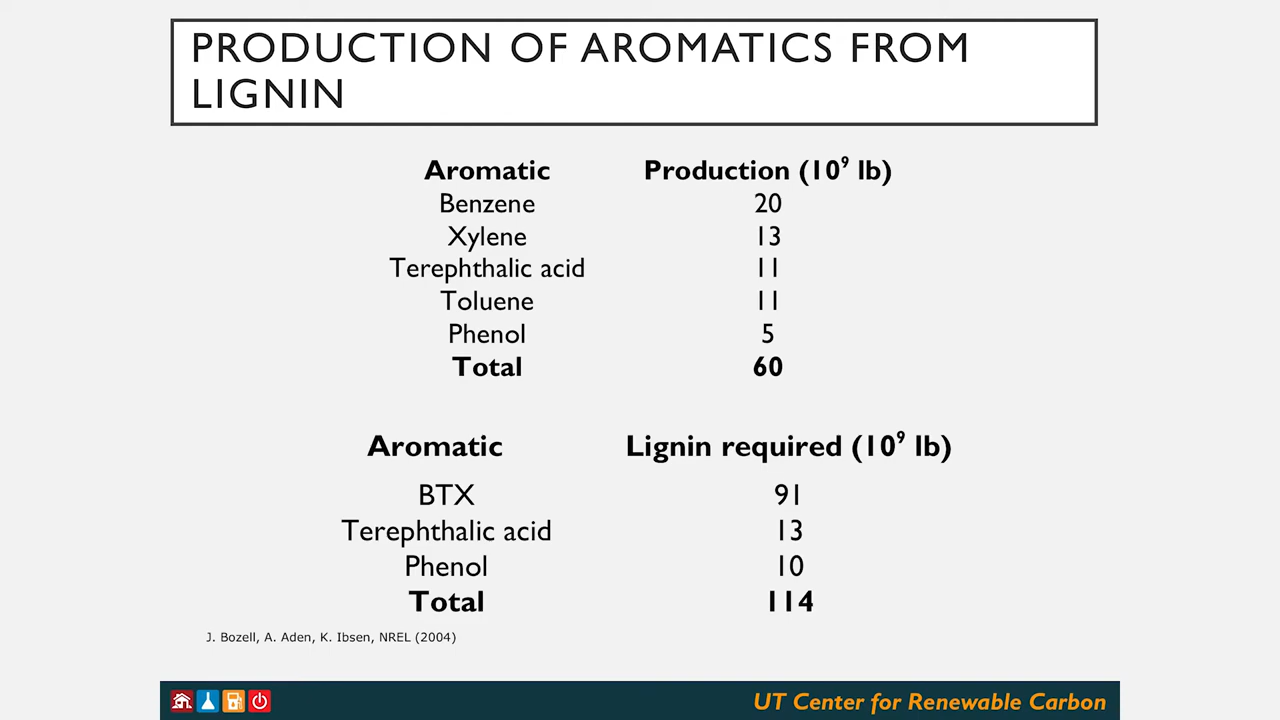 PRODUCTION OF AROMATICS FROM
LIGNIN
Aromatic Production (10⁹ lb)
Benzene 20
Xylene 13
Terephthalic acid 11
Toluene 11
Phenol 5
Total 60
Aromatic Lignin required (10⁹ lb)
BTX 91
Terephthalic acid 13
Phenol 10
Total 114
J. Bozell, A. Aden, K. Ibsen, NREL (2004)
UT Center for Renewable Carbon